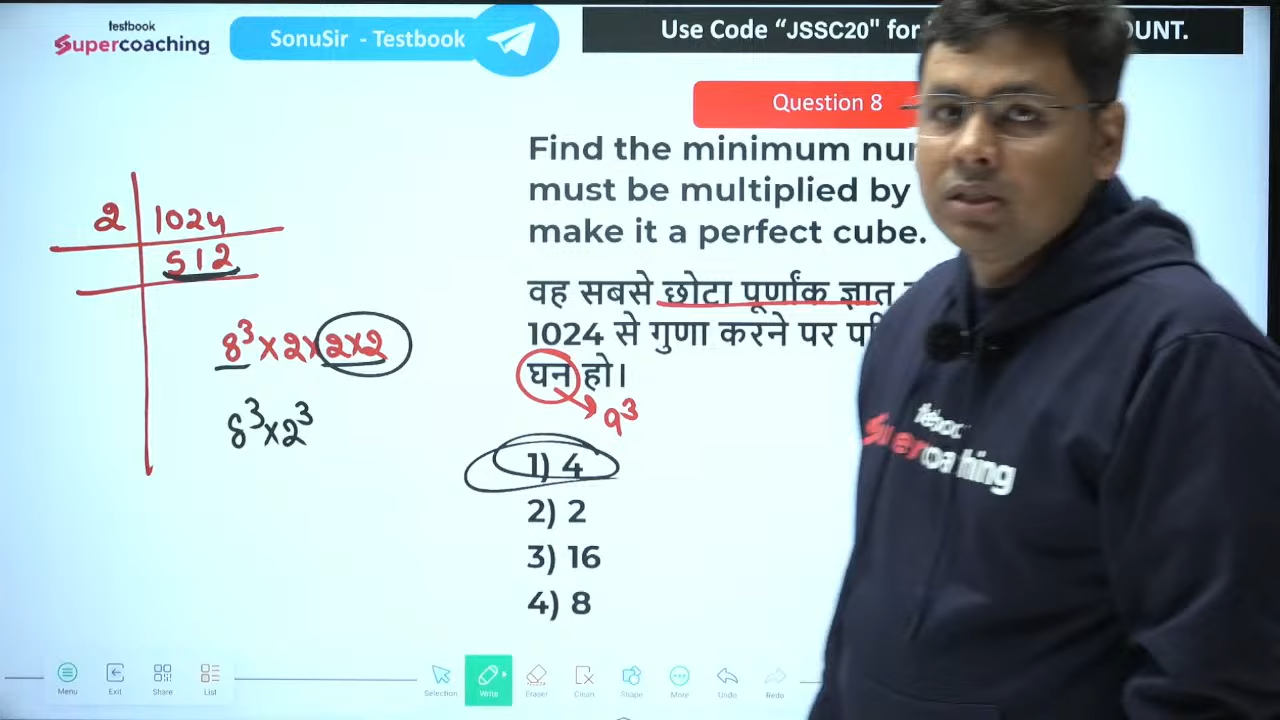 testbook
Supercoaching
SonuSir - Testbook
Use Code “JSSC20" for
OUNT.
Question 8
Find the minimum
must be multiplied by
make it a perfect cube.
वह सबसे छोटा पूर्णांक ज्ञात
1024 से गुणा करने पर
घन हो।
a³
1) 4
2) 2
3) 16
4) 8
2 1024
512
8³×2×2×2
8³×2³
testbook
Supercoaching
Menu
Exit
Share
List
Selection
Write
Eraser
Clean
Shape
More
Undo
Redo